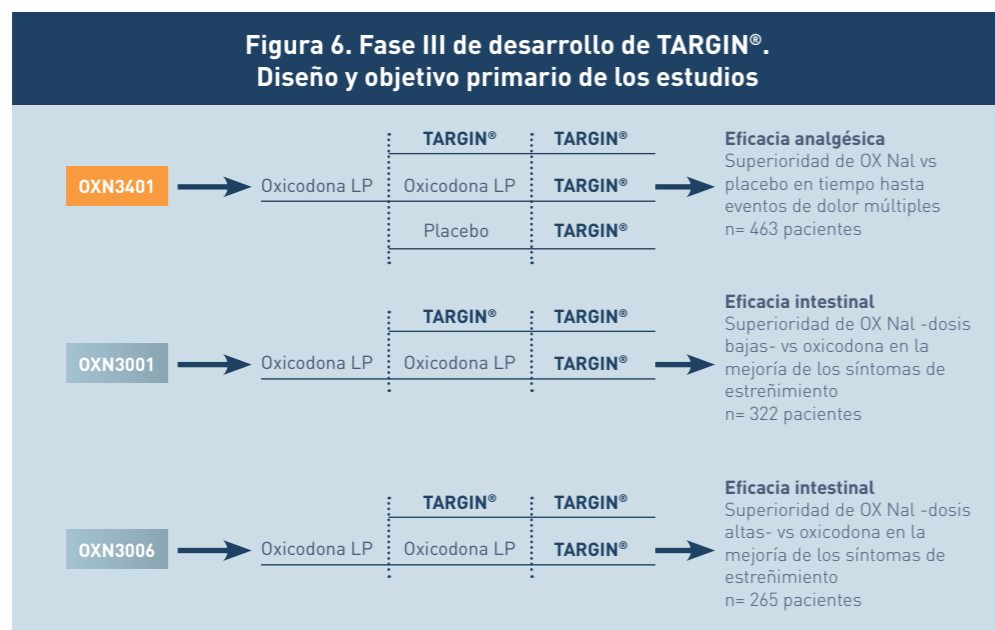 Figura 6. Fase III de desarrollo de TARGIN®.
Diseño y objetivo primario de los estudios
OXN3401
Oxicodona LP
TARGIN®
TARGIN®
Oxicodona LP
TARGIN®
Placebo
TARGIN®
Eficacia analgésica
Superioridad de OX Nal vs
placebo en tiempo hasta
eventos de dolor múltiples
n= 463 pacientes
OXN3001
Oxicodona LP
TARGIN®
TARGIN®
Oxicodona LP
TARGIN®
Eficacia intestinal
Superioridad de OX Nal -dosis
bajas- vs oxicodona en la
mejoría de los síntomas de
estreñimiento
n= 322 pacientes
OXN3006
Oxicodona LP
TARGIN®
TARGIN®
Oxicodona LP
TARGIN®
Eficacia intestinal
Superioridad de OX Nal -dosis
altas- vs oxicodona en la
mejoría de los síntomas de
estreñimiento
n= 265 pacientes